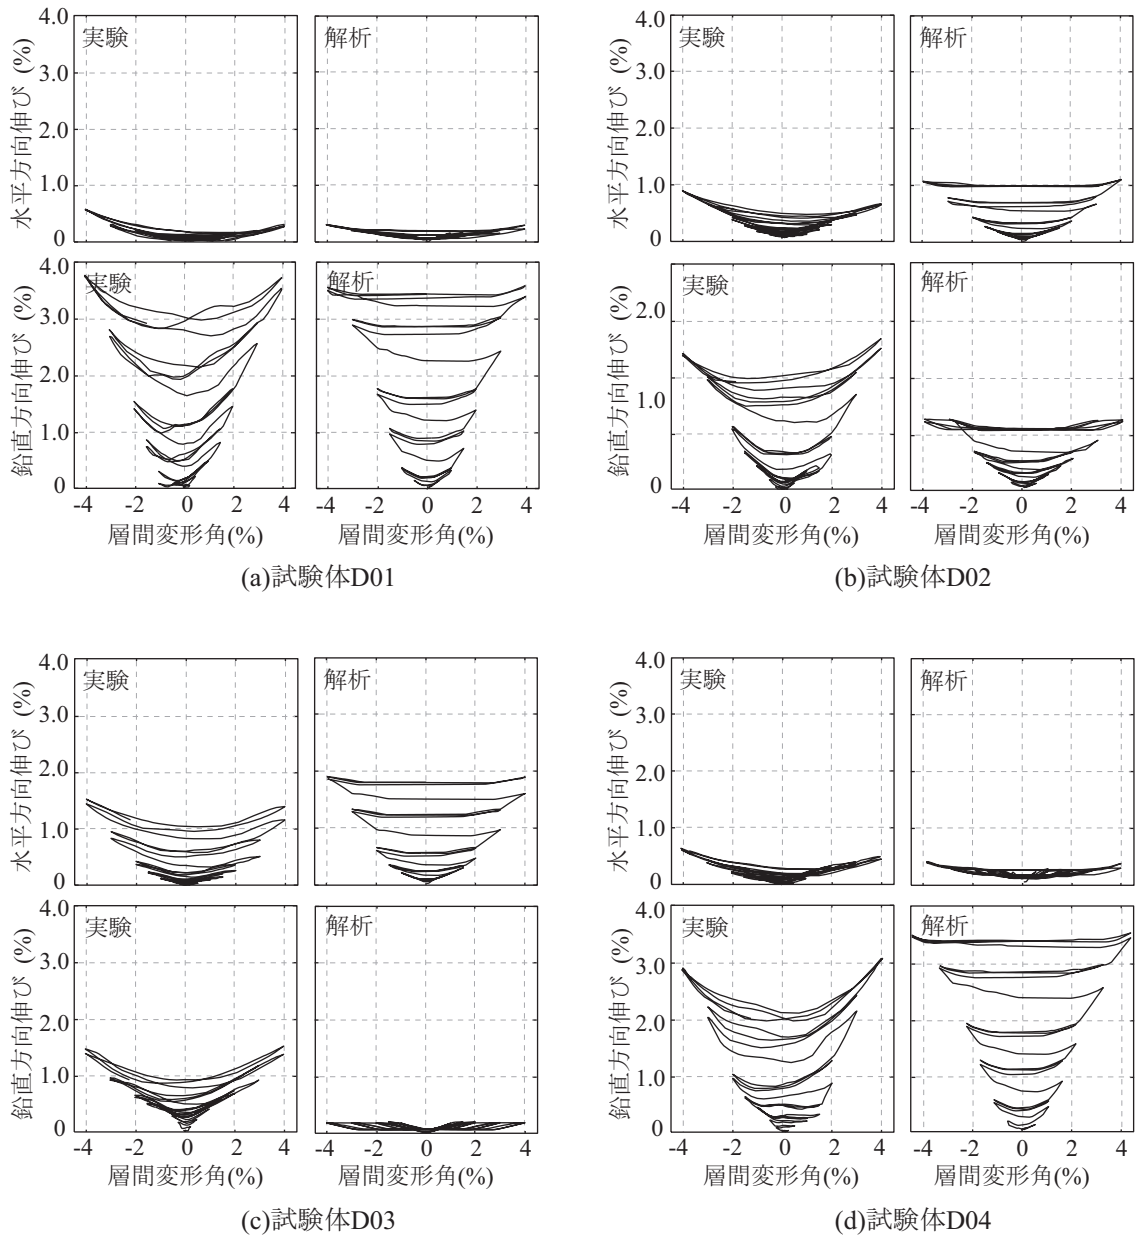 4.0
3.0
2.0
1.0
0
水平方向伸び (%)
実験
解析
4.0
3.0
2.0
1.0
0
鉛直方向伸び (%)
実験
解析
-4 -2 0 2 4
-4 -2 0 2 4
層間変形角(%)
層間変形角(%)
(a)試験体D01
4.0
3.0
2.0
1.0
0
水平方向伸び (%)
実験
解析
2.0
1.0
0
鉛直方向伸び (%)
実験
解析
-4 -2 0 2 4
-4 -2 0 2 4
層間変形角(%)
層間変形角(%)
(b)試験体D02
4.0
3.0
2.0
1.0
0
水平方向伸び (%)
実験
解析
4.0
3.0
2.0
1.0
0
鉛直方向伸び (%)
実験
解析
-4 -2 0 2 4
-4 -2 0 2 4
層間変形角(%)
層間変形角(%)
(c)試験体D03
4.0
3.0
2.0
1.0
0
水平方向伸び (%)
実験
解析
4.0
3.0
2.0
1.0
0
鉛直方向伸び (%)
実験
解析
-4 -2 0 2 4
-4 -2 0 2 4
層間変形角(%)
層間変形角(%)
(d)試験体D04